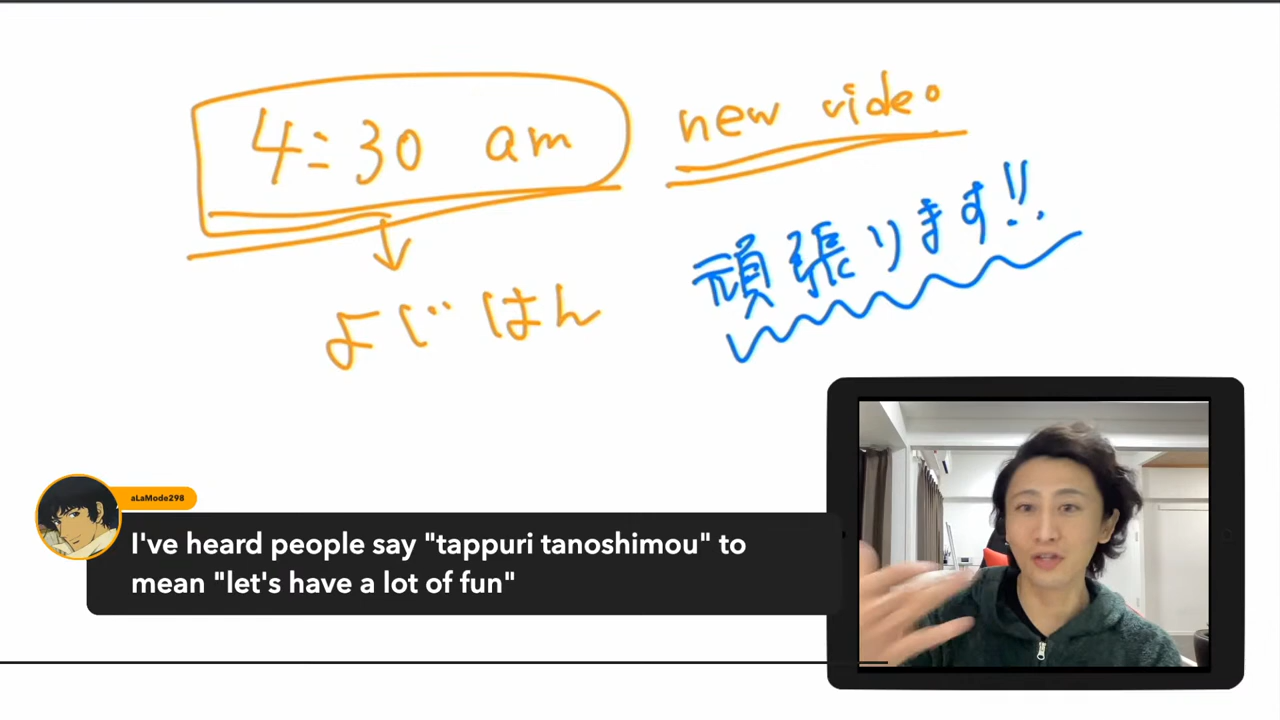 4:30 am
new video
頑張ります!!
よじはん
aLaMode298
I've heard people say "tappuri tanoshimou" to
mean "let's have a lot of fun"